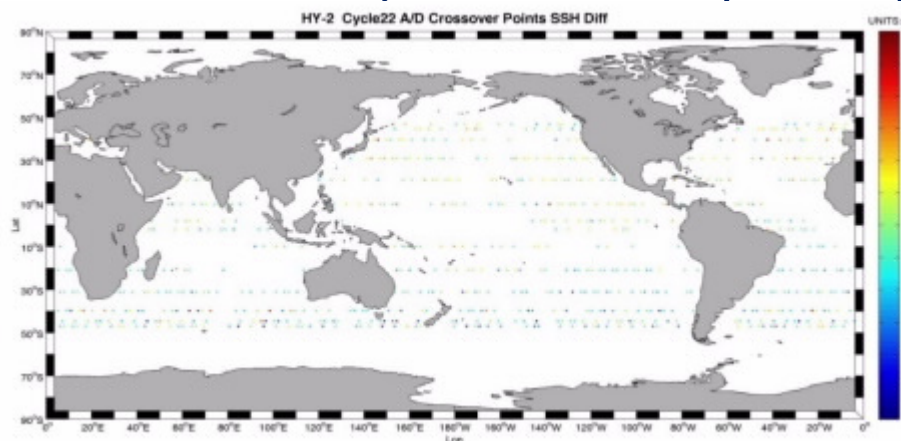 HY-2 Cycle22 A/D Crossover Points SSH Diff
UNITS:
90°N
70°N
50°N
30°N
10°N
10°S
30°S
50°S
70°S
90°S
Lat
0° 20°E 40°E 60°E 80°E 100°E 120°E 140°E 160°E 180°W 160°W 140°W 120°W 100°W 80°W 60°W 40°W 20°W 0°
Lon